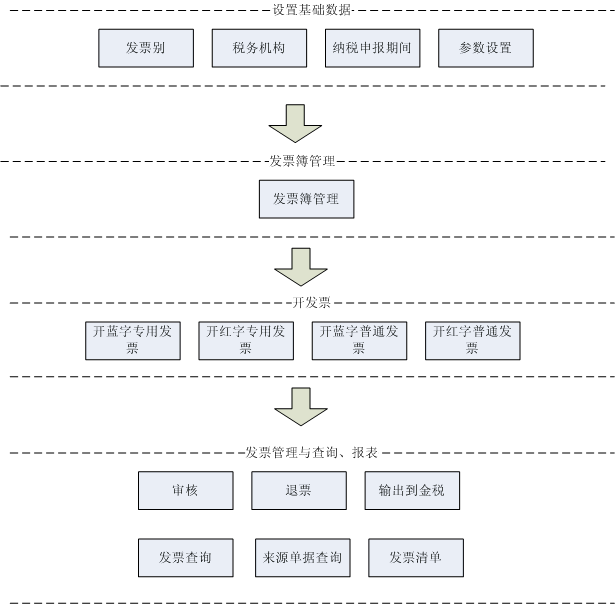 设置基础数据
发票别
税务机构
纳税申报期间
参数设置
发票簿管理
发票簿管理
开发票
开蓝字专用发
票
开红字专用发
票
开蓝字普通发
票
开红字普通发
票
发票管理与查询、报表
审核
退票
输出到金税
发票查询
来源单据查询
发票清单